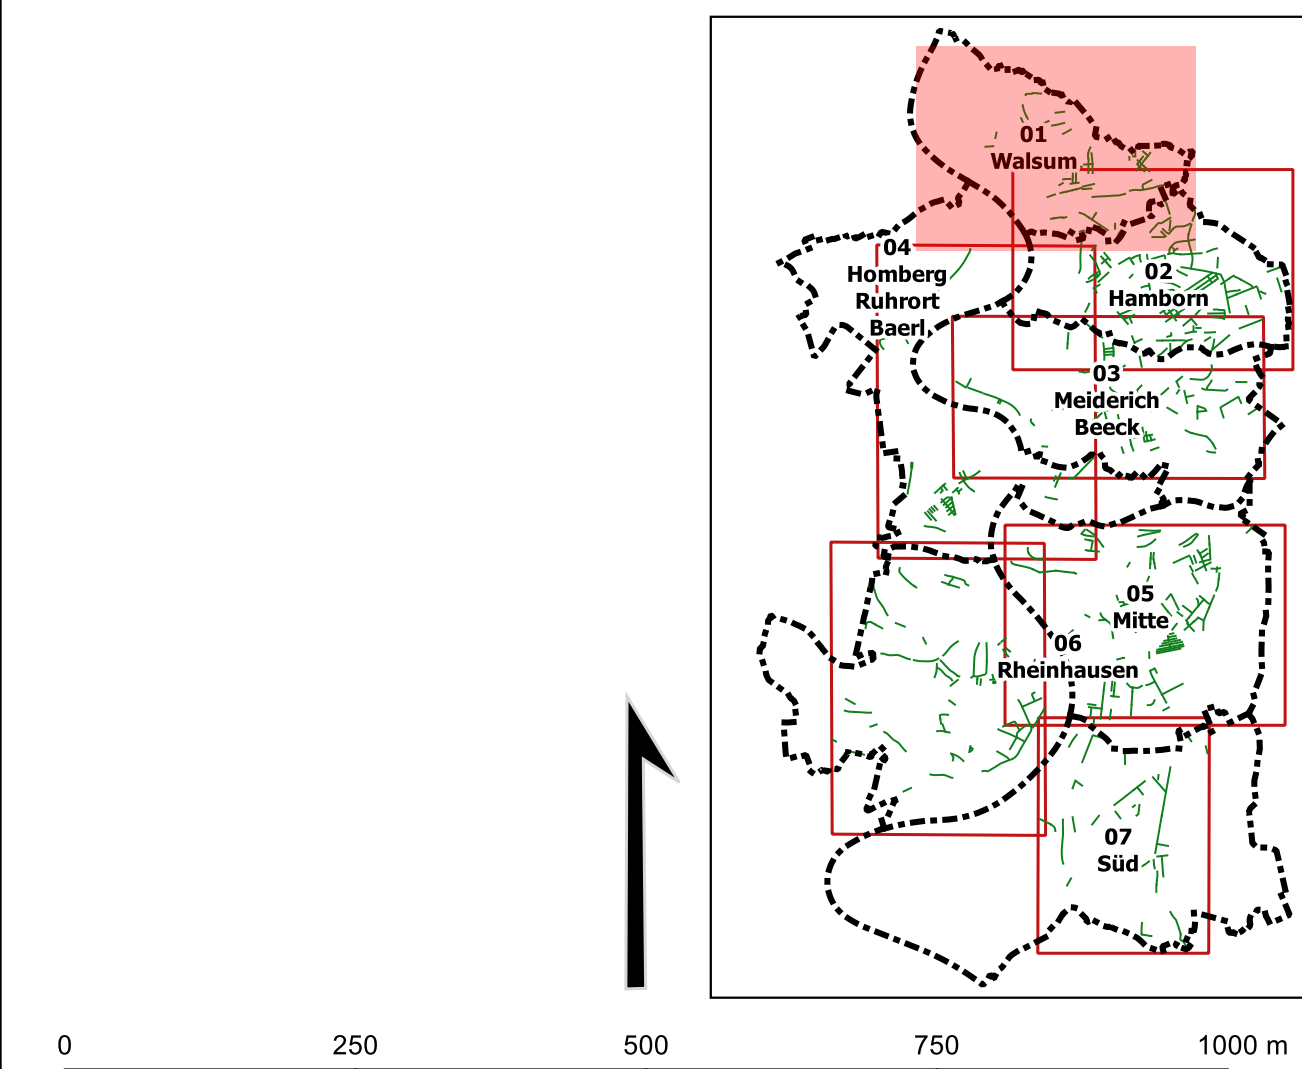 01
Walsum
04
Homberg
Ruhrort
Baerl
02
Hamborn
03
Meiderich
Beeck
05
Mitte
06
Rheinhausen
07
Süd
0 250 500 750 1000 m